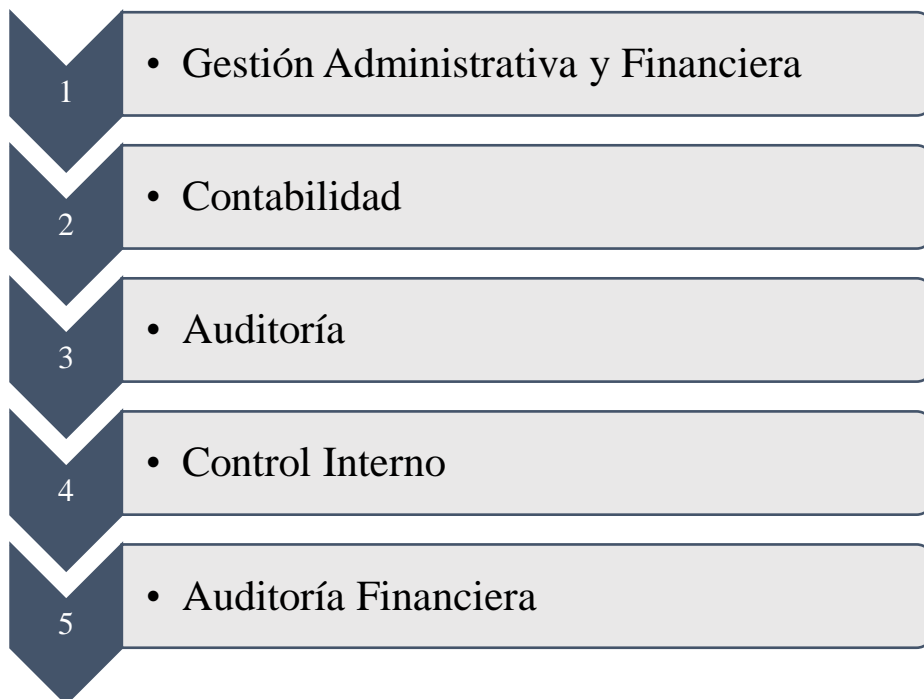 1
• Gestión Administrativa y Financiera
2
• Contabilidad
3
• Auditoría
4
• Control Interno
5
• Auditoría Financiera